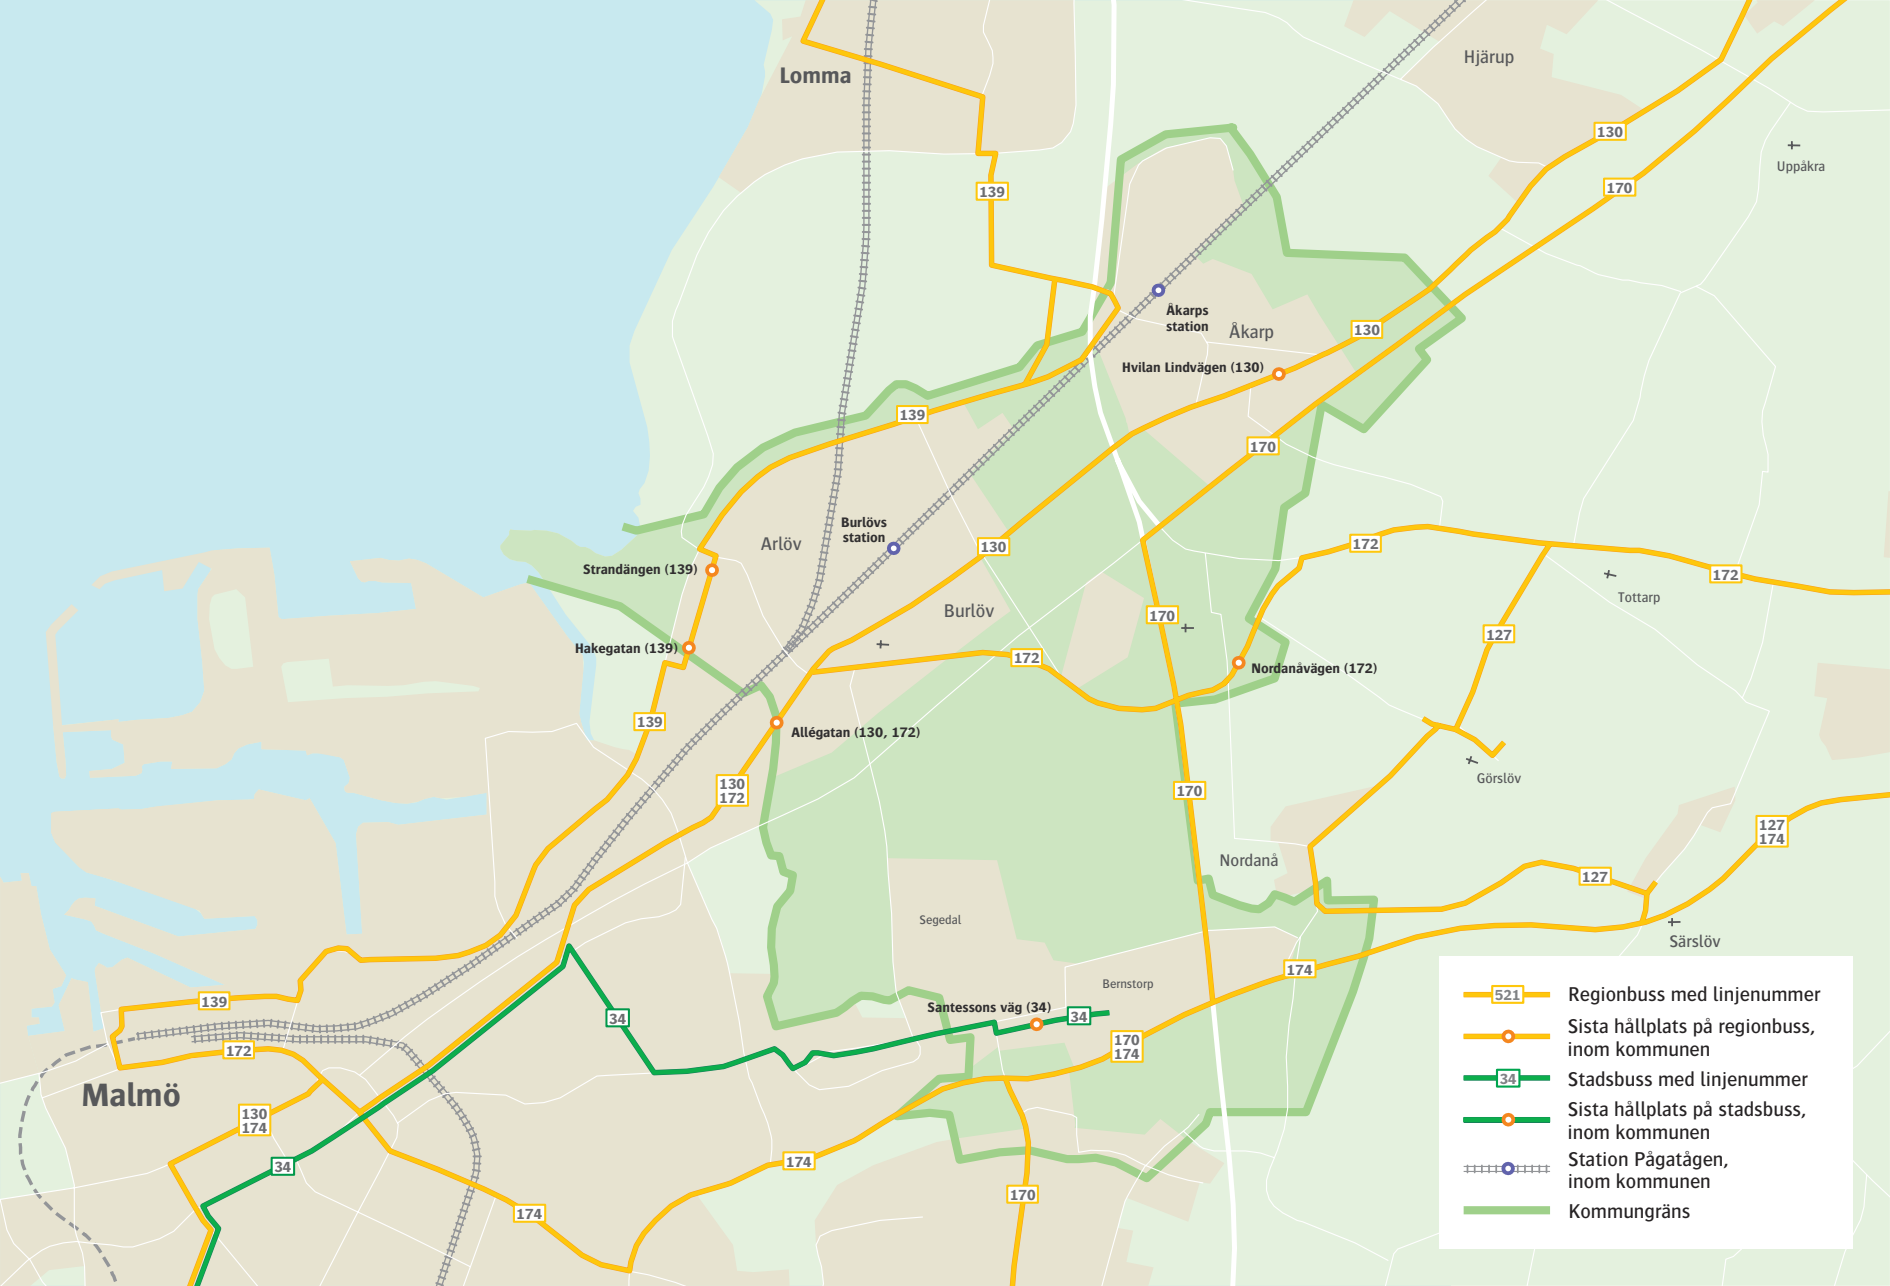 Lomma
Hjärup
130
Uppåkra
170
139
Åkarps
station
Åkarp
130
Hvilan Lindvägen (130)
139
170
Burlövs
station
Arlöv
130
172
172
Strandängen (139)
Tottarp
Burlöv
170
127
Hakegatan (139)
172
Nordanåvägen (172)
139
Allégatan (130, 172)
Görslöv
130
172
170
127
174
Nordanå
127
Segedal
Särslöv
174
Bernstorp
139
Santessons väg (34)
34
34
170
174
172
Malmö
130
174
34
174
170
174
521
Regionbuss med linjenummer
Sista hållplats på regionbuss,
inom kommunen
34
Stadsbuss med linjenummer
Sista hållplats på stadsbuss,
inom kommunen
Station Pågatågen,
inom kommunen
Kommungräns